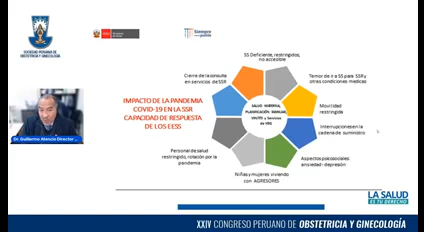 SOCIEDAD PERUANA DE
OBSTETRICIA Y GINECOLOGÍA
PERÚ
Siempre
con el pueblo
SS Deficiente, restringidos,
no accesible
Cierre de la consulta
en servicios de SSR
Temor de ir a SS para SSR y
otras condiciones medicas
IMPACTO DE LA PANDEMIA
COVID-19 EN LA SSR
CAPACIDAD DE RESPUESTA
DE LOS EESS
SALUD MATERNA,
PLANIFICACIÓN FAMILIAR,
VIH/ITS y Servicios
de VBG
Movilidad
restringida
Interrupciones en la
cadena de suministro
Dr. Guillermo Atencio Director ...
Personal de salud
restringido, rotación por la
pandemia
Aspectos psicosociales
ansiedad- depresión
Niñas y mujeres viviendo
con AGRESORES
LA SALUD
ES TU DERECHO
XXIV CONGRESO PERUANO DE OBSTETRICIA Y GINECOLOGÍA